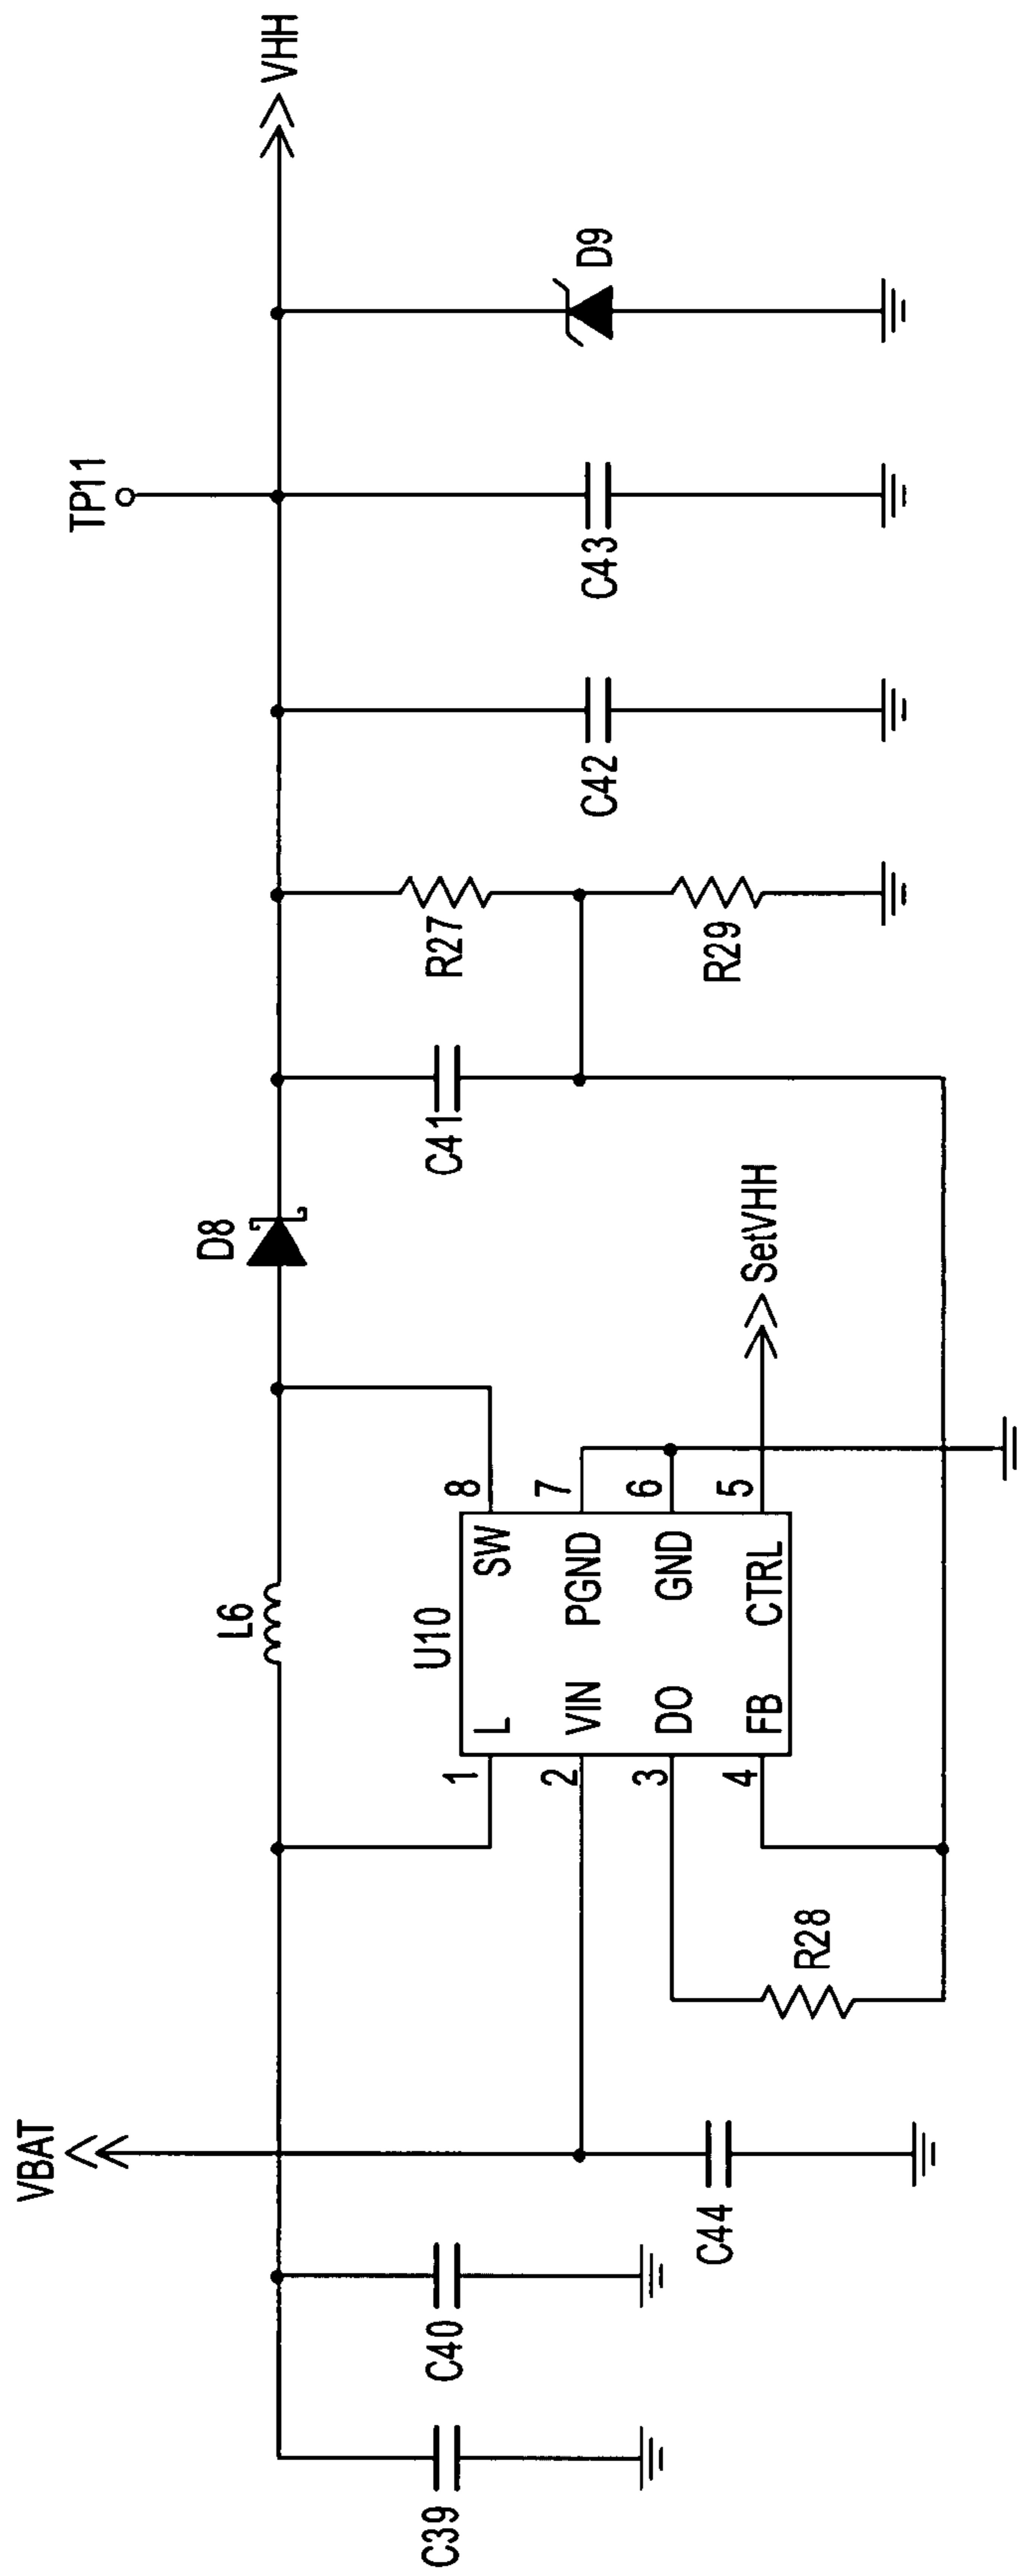 VBAT
TP11
VHH
L6
D8
C39
C40
C44
U10
1
L
SW
8
2
VIN
PGND
7
3
DO
GND
6
4
FB
CTRL
5
SetVHH
R28
C41
R27
R29
C42
C43
D9